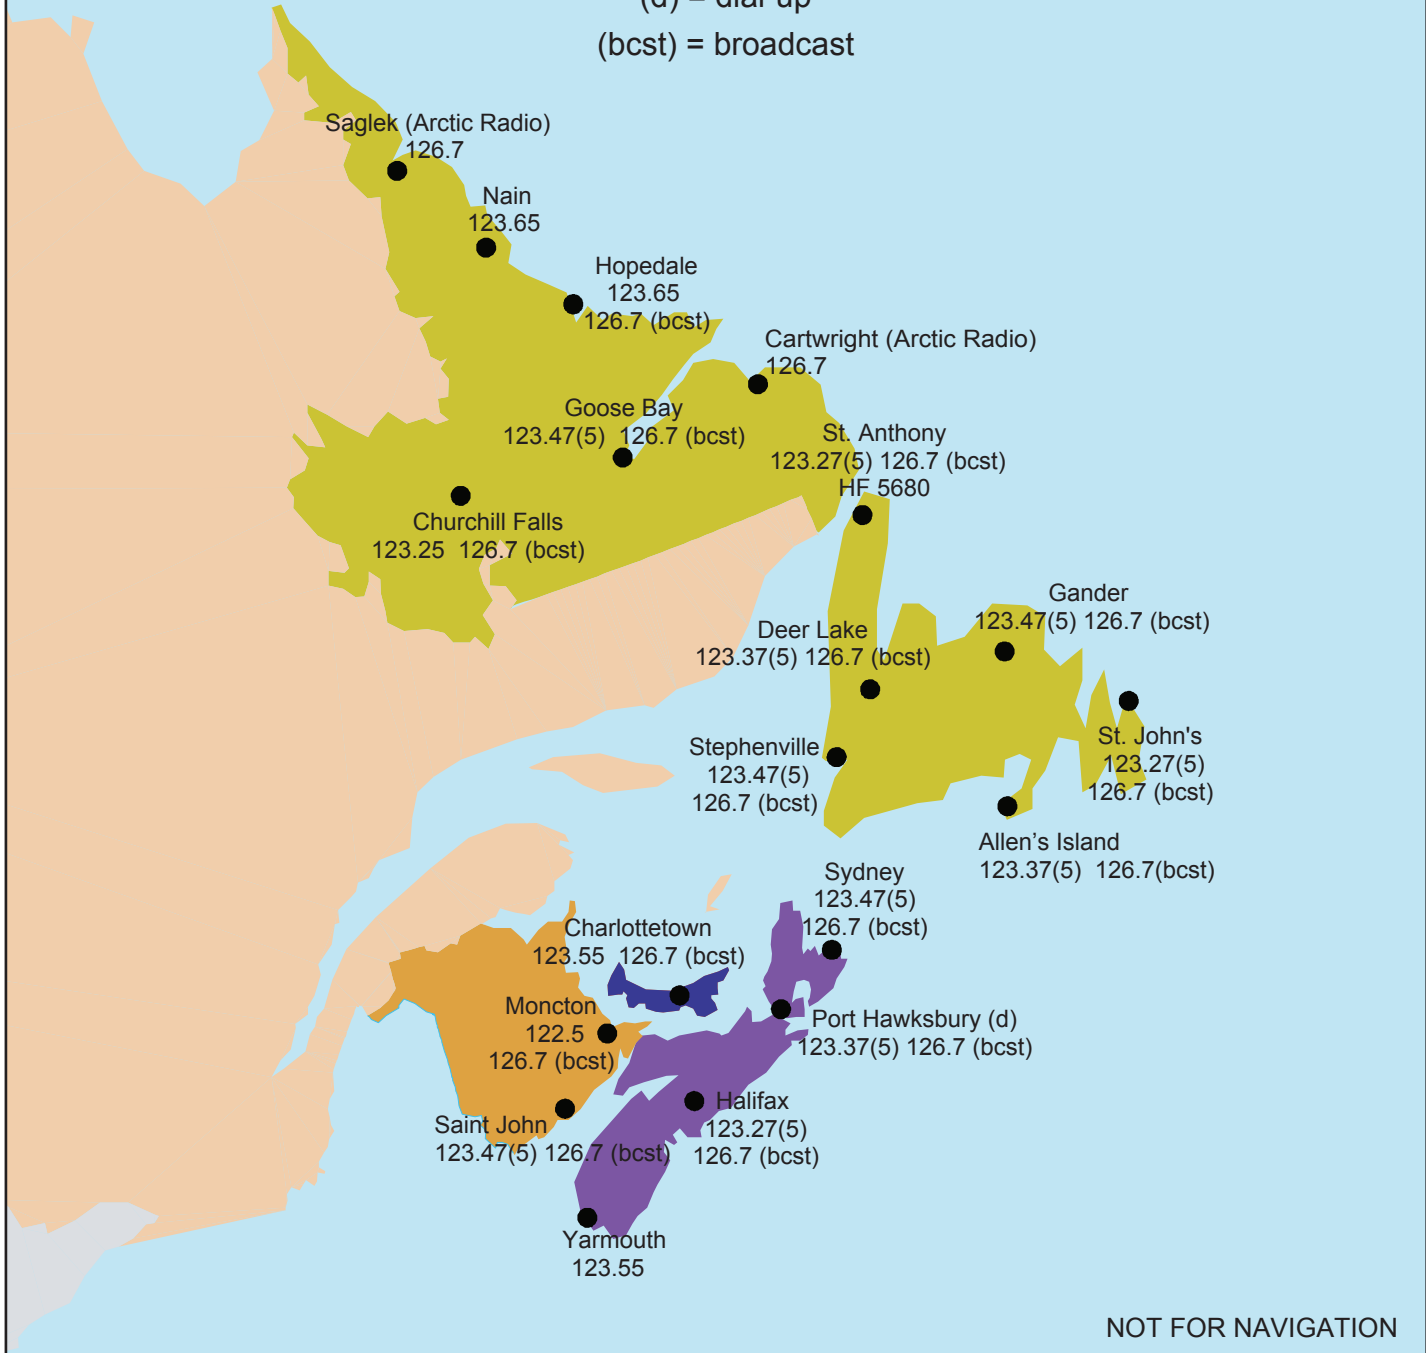 (d) = dial up
(bcst) = broadcast
Saglek (Arctic Radio)
126.7
Nain
123.65
Hopedale
123.65
126.7 (bcst)
Cartwright (Arctic Radio)
126.7
Goose Bay
123.47(5) 126.7 (bcst)
St. Anthony
123.27(5) 126.7 (bcst)
HF 5680
Churchill Falls
123.25 126.7 (bcst)
Gander
123.47(5) 126.7 (bcst)
Deer Lake
123.37(5) 126.7 (bcst)
St. John's
123.27(5)
126.7 (bcst)
Stephenville
123.47(5)
126.7 (bcst)
Allen’s Island
123.37(5) 126.7(bcst)
Sydney
123.47(5)
126.7 (bcst)
Charlottetown
123.55 126.7 (bcst)
Moncton
122.5
126.7 (bcst)
Port Hawksbury (d)
123.37(5) 126.7 (bcst)
Halifax
123.27(5)
126.7 (bcst)
Saint John
123.47(5) 126.7 (bcst)
Yarmouth
123.55
NOT FOR NAVIGATION